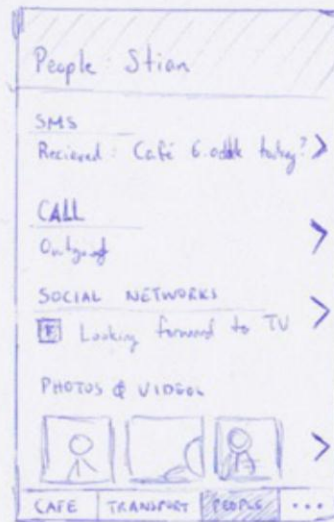 People: Stian
SMS
Recieved: Café 6.oclock today?
CALL
Outgoing
SOCIAL NETWORKS
F Looking forward to TV
PHOTOS & VIDEOS
CAFE TRANSPORT PEOPLE ...